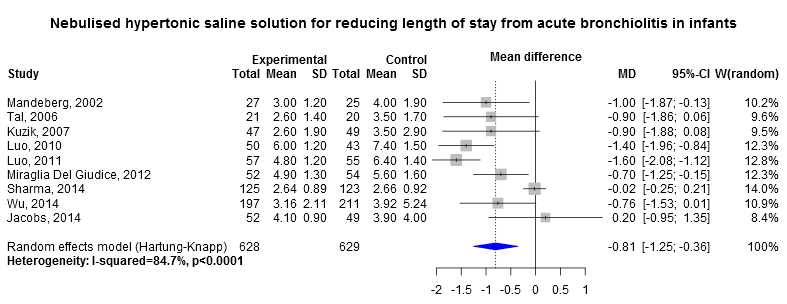 Nebulised hypertonic saline solution for reducing length of stay from acute bronchiolitis in infants
Experimental Control Mean difference
Study Total Mean SD Total Mean SD MD 95%-CI W(random)
Mandeberg, 2002 27 3.00 1.20 25 4.00 1.90 -1.00 [-1.87; -0.13] 10.2%
Tal, 2006 21 2.60 1.40 20 3.50 1.70 -0.90 [-1.86; 0.06] 9.6%
Kuzik, 2007 47 2.60 1.90 49 3.50 2.90 -0.90 [-1.88; 0.08] 9.5%
Luo, 2010 50 6.00 1.20 43 7.40 1.50 -1.40 [-1.96; -0.84] 12.3%
Luo, 2011 57 4.80 1.20 55 6.40 1.40 -1.60 [-2.08; -1.12] 12.8%
Miraglia Del Giudice, 2012 52 4.90 1.30 54 5.60 1.60 -0.70 [-1.25; -0.15] 12.3%
Sharma, 2014 125 2.64 0.89 123 2.66 0.92 -0.02 [-0.25; 0.21] 14.0%
Wu, 2014 197 3.16 2.11 211 3.92 5.24 -0.76 [-1.53; 0.01] 10.9%
Jacobs, 2014 52 4.10 0.90 49 3.90 4.00 0.20 [-0.95; 1.35] 8.4%
Random effects model (Hartung-Knapp) 628 629 -0.81 [-1.25; -0.36] 100%
Heterogeneity: I-squared=84.7%, p<0.0001
-2 -1.5 -1 -0.5 0 0.5 1 1.5